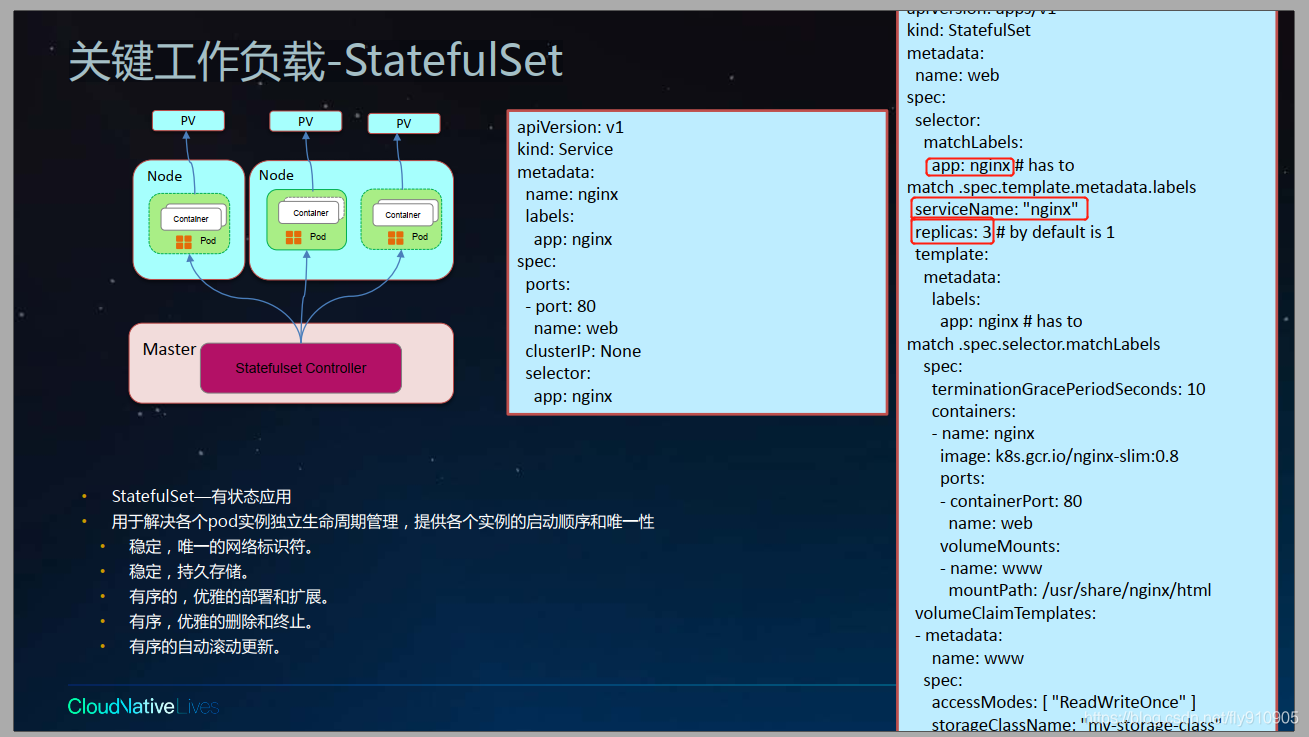 关键工作负载-StatefulSet
PV
PV
PV
Node
Container
Pod
Node
Container
Pod
Container
Pod
Master
Statefulset Controller
apiVersion: v1
kind: Service
metadata:
name: nginx
labels:
app: nginx
spec:
ports:
- port: 80
name: web
clusterIP: None
selector:
app: nginx
• StatefulSet—有状态应用
• 用于解决各个pod实例独立生命周期管理，提供各个实例的启动顺序和唯一性
• 稳定，唯一的网络标识符。
• 稳定，持久存储。
• 有序的，优雅的部署和扩展。
• 有序，优雅的删除和终止。
• 有序的自动滚动更新。
CloudNative Lives
apiVersion: apps/v1
kind: StatefulSet
metadata:
name: web
spec:
selector:
matchLabels:
app: nginx # has to
match .spec.template.metadata.labels
serviceName: "nginx"
replicas: 3 # by default is 1
template:
metadata:
labels:
app: nginx # has to
match .spec.selector.matchLabels
spec:
terminationGracePeriodSeconds: 10
containers:
- name: nginx
image: k8s.gcr.io/nginx-slim:0.8
ports:
- containerPort: 80
name: web
volumeMounts:
- name: www
mountPath: /usr/share/nginx/html
volumeClaimTemplates:
- metadata:
name: www
spec:
accessModes: [ "ReadWriteOnce" ]
storageClassName: "my-storage-class"
https://blog.csdn.net/fly910905